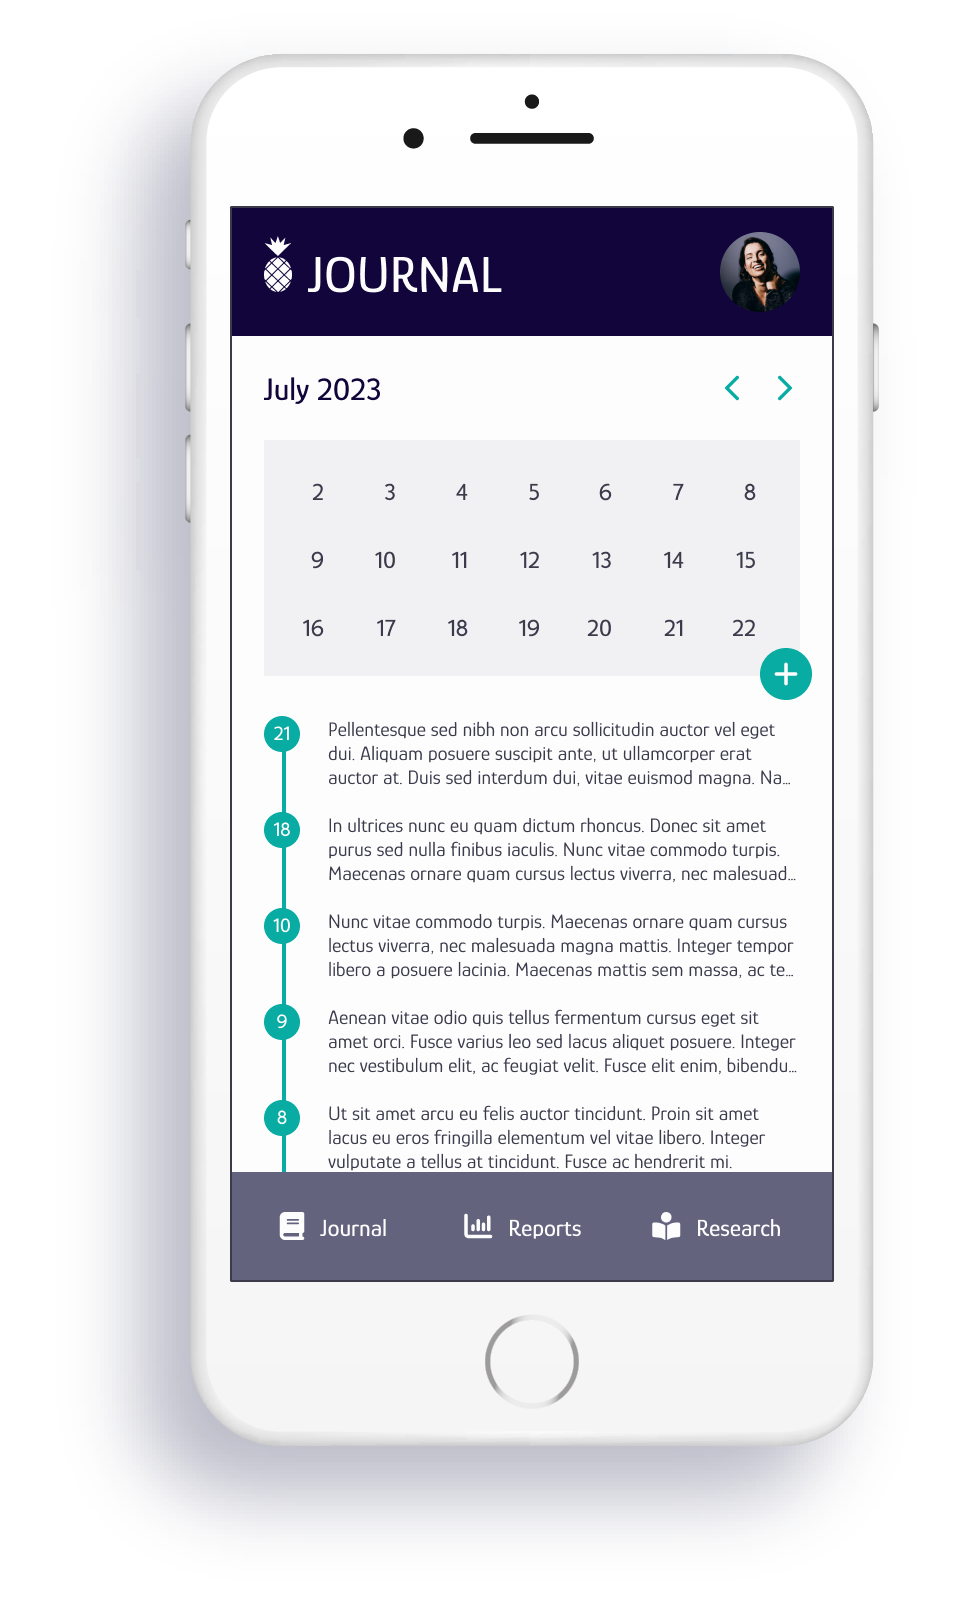 JOURNAL
July 2023
2 3 4 5 6 7 8
9 10 11 12 13 14 15
16 17 18 19 20 21 22
21
Pellentesque sed nibh non arcu sollicitudin auctor vel eget
dui. Aliquam posuere suscipit ante, ut ullamcorper erat
auctor at. Duis sed interdum dui, vitae euismod magna. Na...
18
In ultrices nunc eu quam dictum rhoncus. Donec sit amet
purus sed nulla finibus iaculis. Nunc vitae commodo turpis.
Maecenas ornare quam cursus lectus viverra, nec malesuad...
10
Nunc vitae commodo turpis. Maecenas ornare quam cursus
lectus viverra, nec malesuada magna mattis. Integer tempor
libero a posuere lacinia. Maecenas mattis sem massa, ac te...
9
Aenean vitae odio quis tellus fermentum cursus eget sit
amet orci. Fusce varius leo sed lacus aliquet posuere. Integer
nec vestibulum elit, ac feugiat velit. Fusce elit enim, bibendu...
8
Ut sit amet arcu eu felis auctor tincidunt. Proin sit amet
lacus eu eros fringilla elementum vel vitae libero. Integer
vulputate a tellus at tincidunt. Fusce ac hendrerit mi.
Journal Reports Research